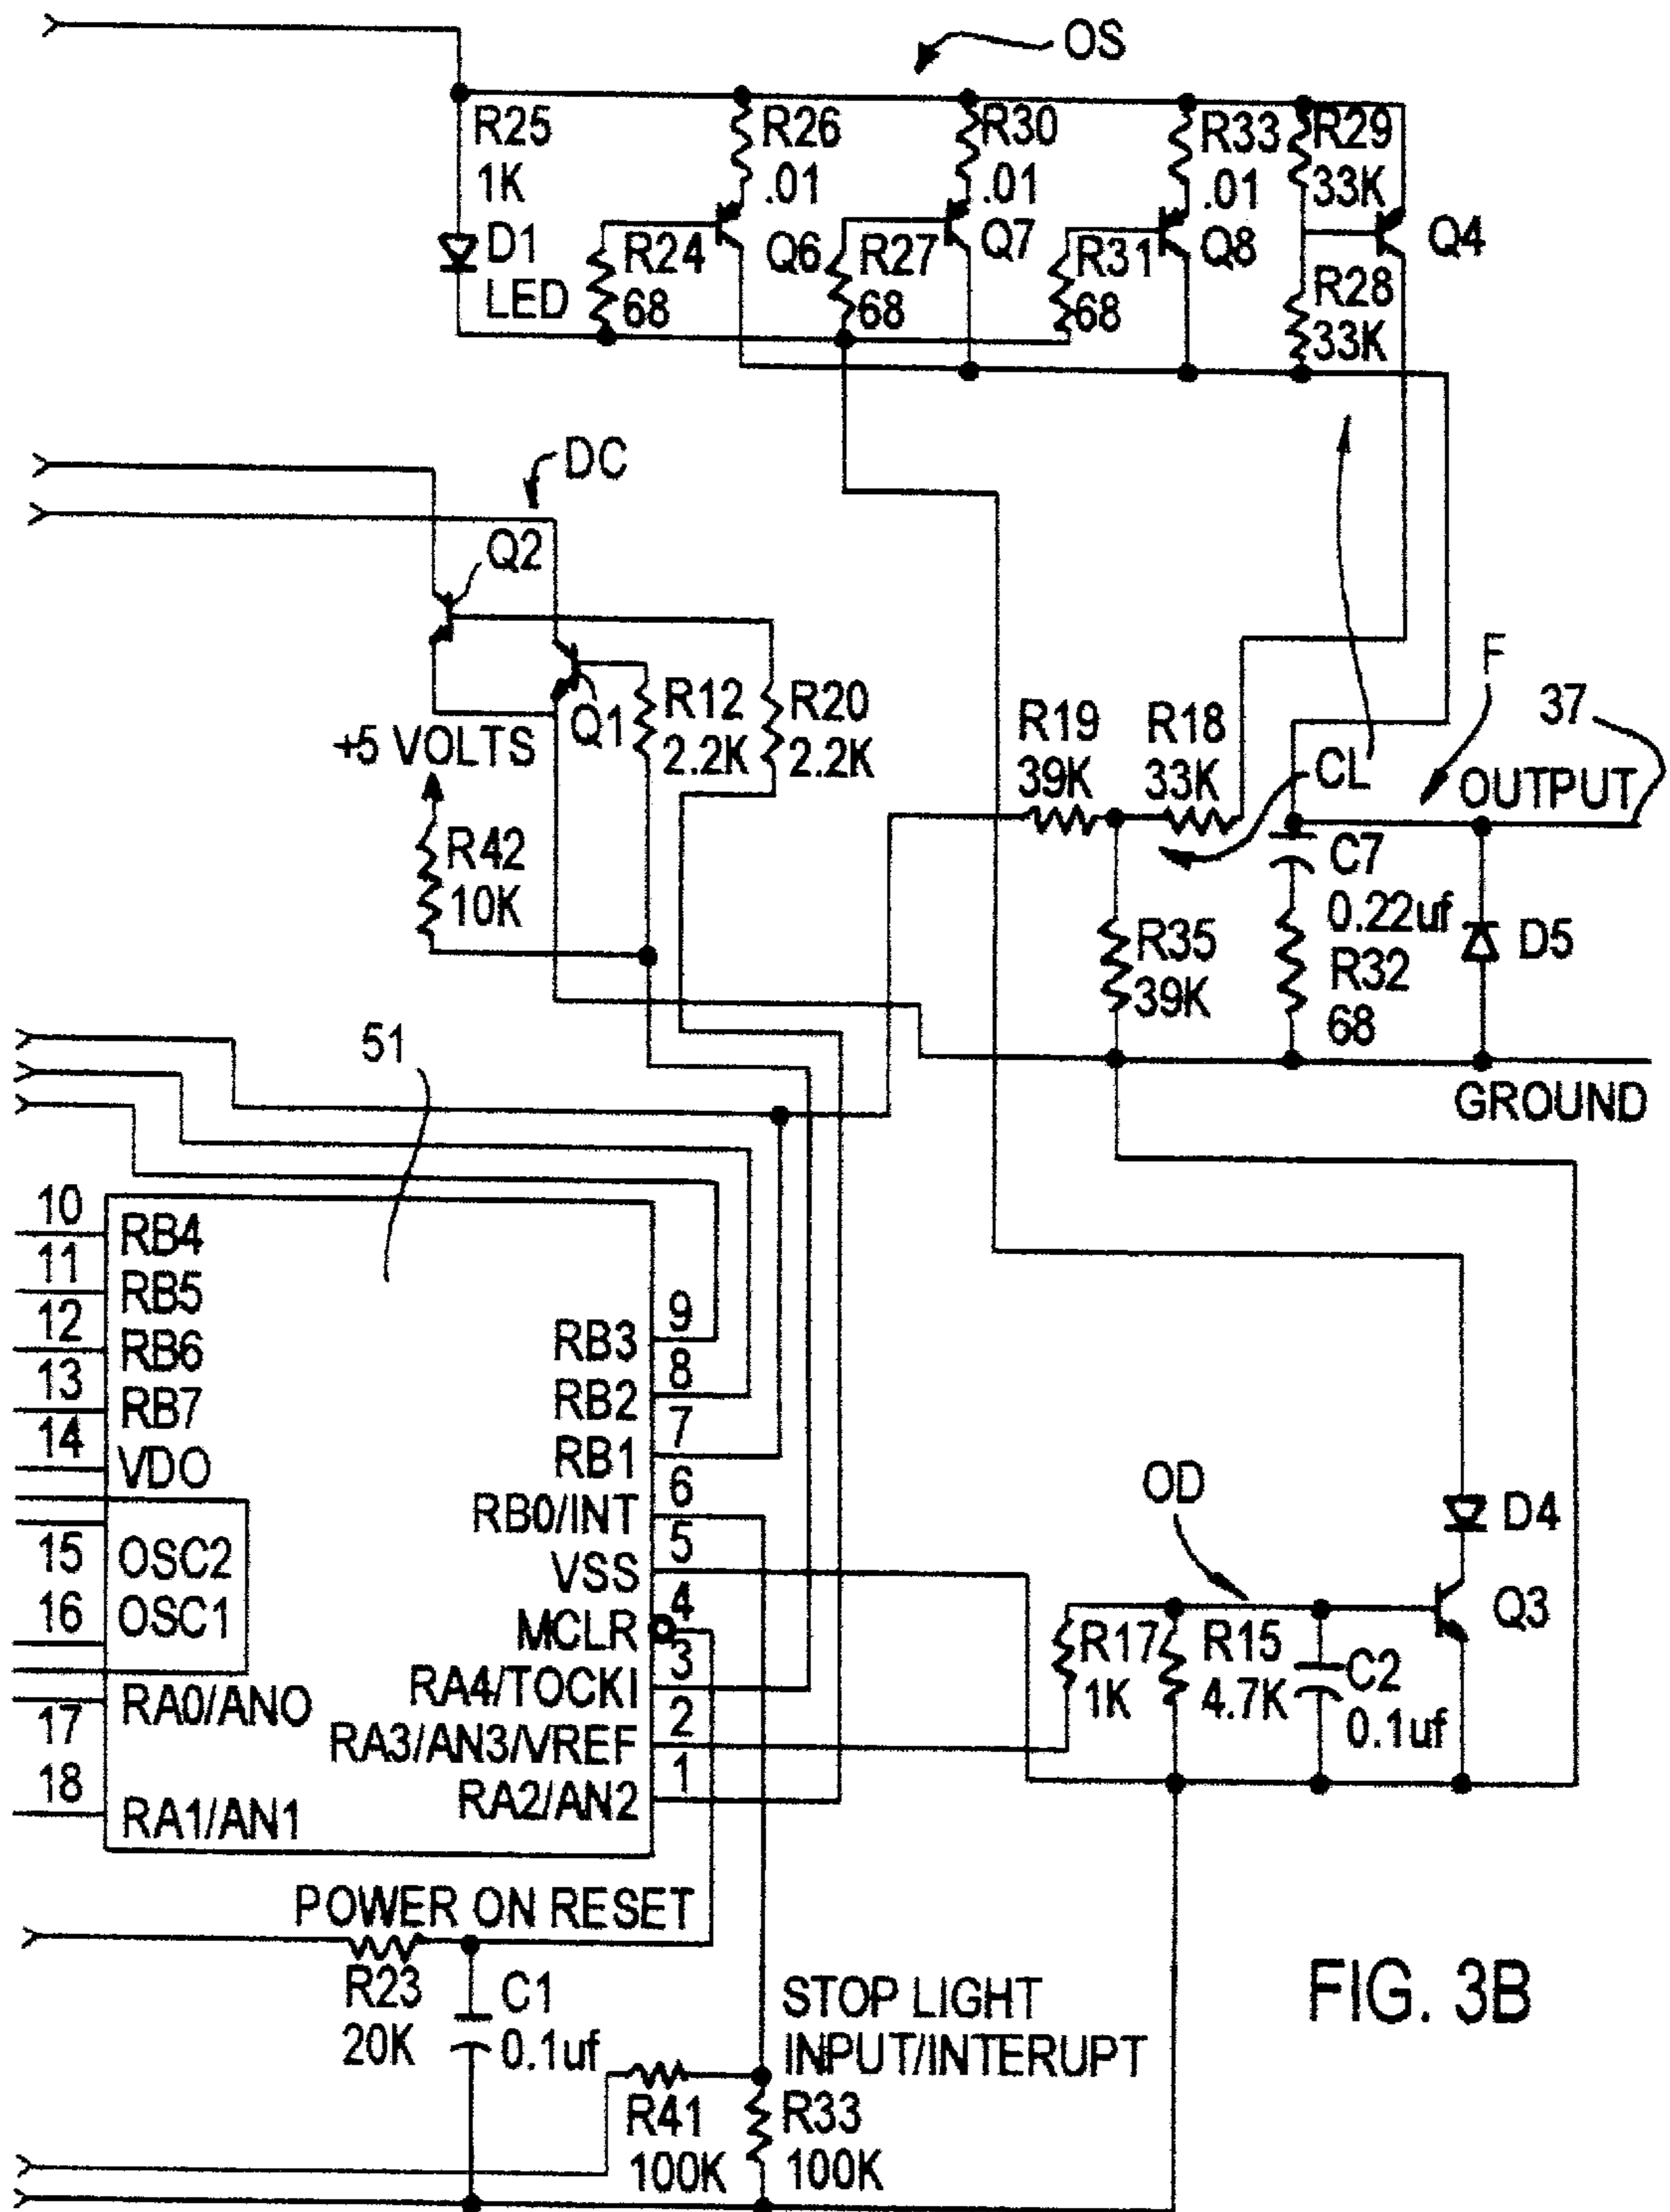 OS
R25
1K
D1
LED
R26
.01
Q6
R24
68
R30
.01
Q7
R27
68
R33
.01
Q8
R31
68
R29
33K
Q4
R28
33K
DC
Q2
Q1
R12
2.2K
R20
2.2K
+5 VOLTS
R42
10K
R19
39K
R18
33K
CL
F
37
OUTPUT
C7
0.22uf
R32
68
D5
R35
39K
GROUND
51
10
RB4
11
RB5
12
RB6
13
RB7
14
VDO
15
OSC2
16
OSC1
RA0/ANO
17
18
RA1/AN1
9
RB3
8
RB2
7
RB1
6
RB0/INT
5
VSS
4
MCLR
3
RA4/TOCKI
2
RA3/AN3/VREF
1
RA2/AN2
OD
D4
Q3
R17
1K
R15
4.7K
C2
0.1uf
POWER ON RESET
R23
20K
C1
0.1uf
STOP LIGHT
INPUT/INTERUPT
R41
100K
R33
100K
FIG. 3B